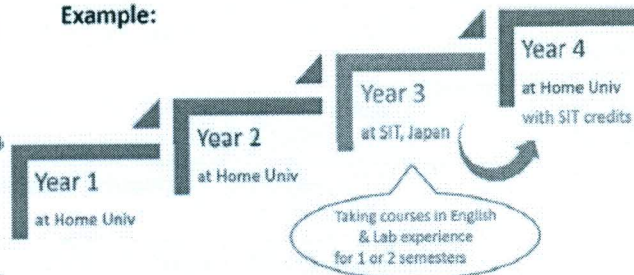 Example:
Year 1
at Home Univ
Year 2
at Home Univ
Year 3
at SIT, Japan
Taking courses in English
& Lab experience
for 1 or 2 semesters
Year 4
at Home Univ
with SIT credits